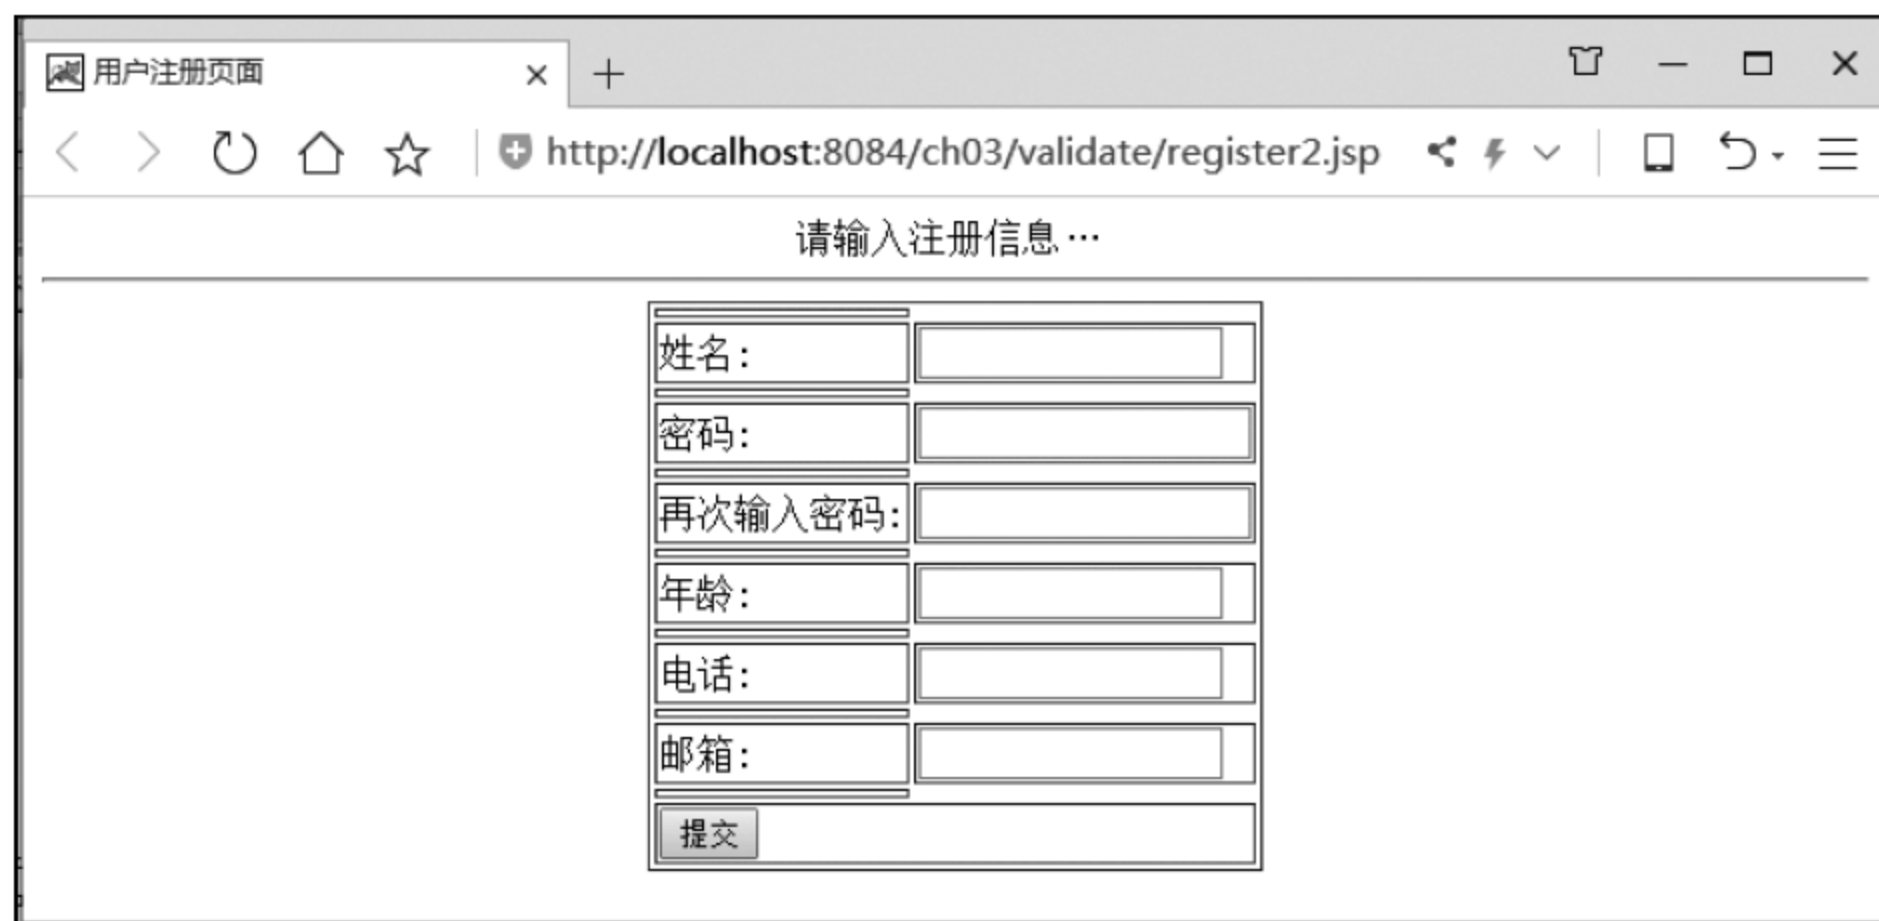 用户注册页面
http://localhost:8084/ch03/validate/register2.jsp
请输入注册信息…
姓名：
密码：
再次输入密码：
年龄：
电话：
邮箱：
提交